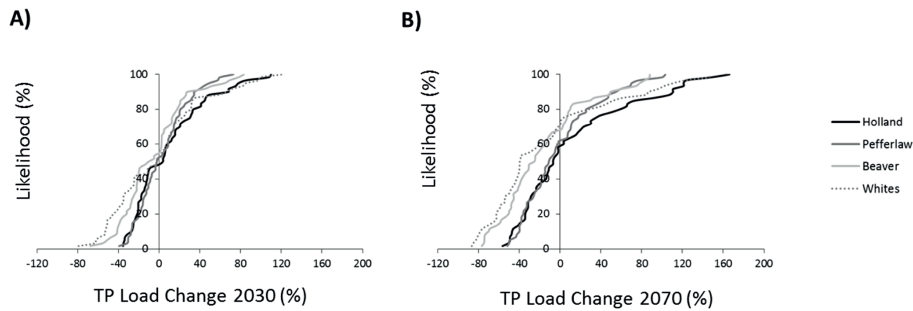 A)
B)
Likelihood (%)
100
80
60
40
20
0
-120 -80 -40 0 40 80 120 160 200
TP Load Change 2030 (%)
Likelihood (%)
100
80
60
40
20
0
-120 -80 -40 0 40 80 120 160 200
TP Load Change 2070 (%)
Holland
Pefferlaw
Beaver
Whites